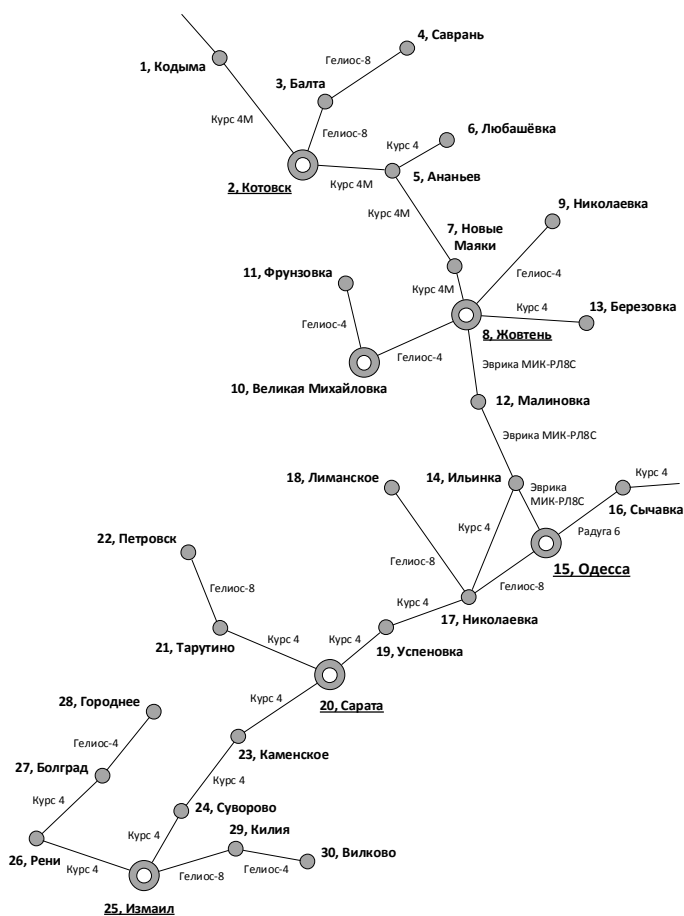 4, Саврань
1, Кодыма
Гелиос-8
3, Балта
Курс 4М
Гелиос-8
6, Любашёвка
Курс 4
2, Котовск
Курс 4М
5, Ананьев
Курс 4М
9, Николаевка
7, Новые
Маяки
11, Фрунзовка
Гелиос-4
Курс 4М
Курс 4
13, Березовка
Гелиос-4
8, Жовтень
Гелиос-4
Эврика МИК-РЛ8С
10, Великая Михайловка
12, Малиновка
Эврика МИК-РЛ8С
18, Лиманское
14, Ильинка
Эврика
МИК-РЛ8С
Курс 4
16, Сычавка
Курс 4
Радуга 6
22, Петровск
Гелиос-8
15, Одесса
Гелиос-8
Гелиос-8
Курс 4
17, Николаевка
Курс 4
Курс 4
21, Тарутино
19, Успеновка
Курс 4
20, Сарата
28, Городнее
Гелиос-4
23, Каменское
27, Болград
Курс 4
Курс 4
24, Суворово
Курс 4
29, Килия
26, Рени
Курс 4
Гелиос-8
Гелиос-4
30, Вилково
25, Измаил